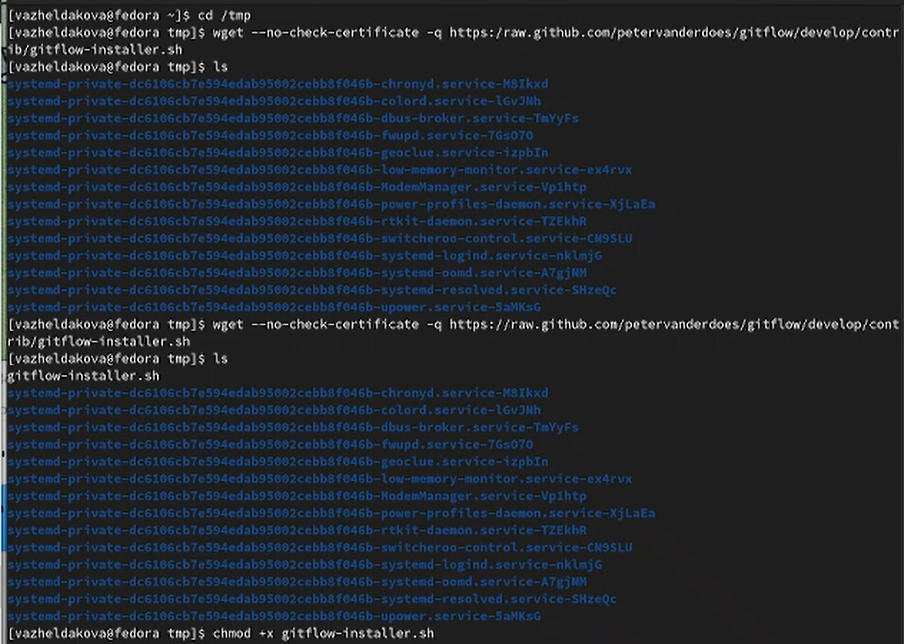 [vazheldakova@fedora ~]$ cd /tmp
[vazheldakova@fedora tmp]$ wget --no-check-certificate -q https:/raw.github.com/petervanderdoes/gitflow/develop/contr
ib/gitflow-installer.sh
[vazheldakova@fedora tmp]$ ls
systemd-private-dc6106cb7e594edab95002cebb8f046b-chronyd.service-M8Ikxd
systemd-private-dc6106cb7e594edab95002cebb8f046b-colord.service-lGvJNh
systemd-private-dc6106cb7e594edab95002cebb8f046b-dbus-broker.service-TmYyFs
systemd-private-dc6106cb7e594edab95002cebb8f046b-fwupd.service-7GsO7O
systemd-private-dc6106cb7e594edab95002cebb8f046b-geoclue.service-izpbIn
systemd-private-dc6106cb7e594edab95002cebb8f046b-low-memory-monitor.service-ex4rvx
systemd-private-dc6106cb7e594edab95002cebb8f046b-ModemManager.service-Vp1htp
systemd-private-dc6106cb7e594edab95002cebb8f046b-power-profiles-daemon.service-XjLaEa
systemd-private-dc6106cb7e594edab95002cebb8f046b-rtkit-daemon.service-TZEkhR
systemd-private-dc6106cb7e594edab95002cebb8f046b-switcheroo-control.service-CN9SLU
systemd-private-dc6106cb7e594edab95002cebb8f046b-systemd-logind.service-nklmjG
systemd-private-dc6106cb7e594edab95002cebb8f046b-systemd-oomd.service-A7gjNM
systemd-private-dc6106cb7e594edab95002cebb8f046b-systemd-resolved.service-SHzeQc
systemd-private-dc6106cb7e594edab95002cebb8f046b-upower.service-5aMKsG
[vazheldakova@fedora tmp]$ wget --no-check-certificate -q https://raw.github.com/petervanderdoes/gitflow/develop/cont
rib/gitflow-installer.sh
[vazheldakova@fedora tmp]$ ls
gitflow-installer.sh
systemd-private-dc6106cb7e594edab95002cebb8f046b-chronyd.service-M8Ikxd
systemd-private-dc6106cb7e594edab95002cebb8f046b-colord.service-lGvJNh
systemd-private-dc6106cb7e594edab95002cebb8f046b-dbus-broker.service-TmYyFs
systemd-private-dc6106cb7e594edab95002cebb8f046b-fwupd.service-7GsO7O
systemd-private-dc6106cb7e594edab95002cebb8f046b-geoclue.service-izpbIn
systemd-private-dc6106cb7e594edab95002cebb8f046b-low-memory-monitor.service-ex4rvx
systemd-private-dc6106cb7e594edab95002cebb8f046b-ModemManager.service-Vp1htp
systemd-private-dc6106cb7e594edab95002cebb8f046b-power-profiles-daemon.service-XjLaEa
systemd-private-dc6106cb7e594edab95002cebb8f046b-rtkit-daemon.service-TZEkhR
systemd-private-dc6106cb7e594edab95002cebb8f046b-switcheroo-control.service-CN9SLU
systemd-private-dc6106cb7e594edab95002cebb8f046b-systemd-logind.service-nklmjG
systemd-private-dc6106cb7e594edab95002cebb8f046b-systemd-oomd.service-A7gjNM
systemd-private-dc6106cb7e594edab95002cebb8f046b-systemd-resolved.service-SHzeQc
systemd-private-dc6106cb7e594edab95002cebb8f046b-upower.service-5aMKsG
[vazheldakova@fedora tmp]$ chmod +x gitflow-installer.sh